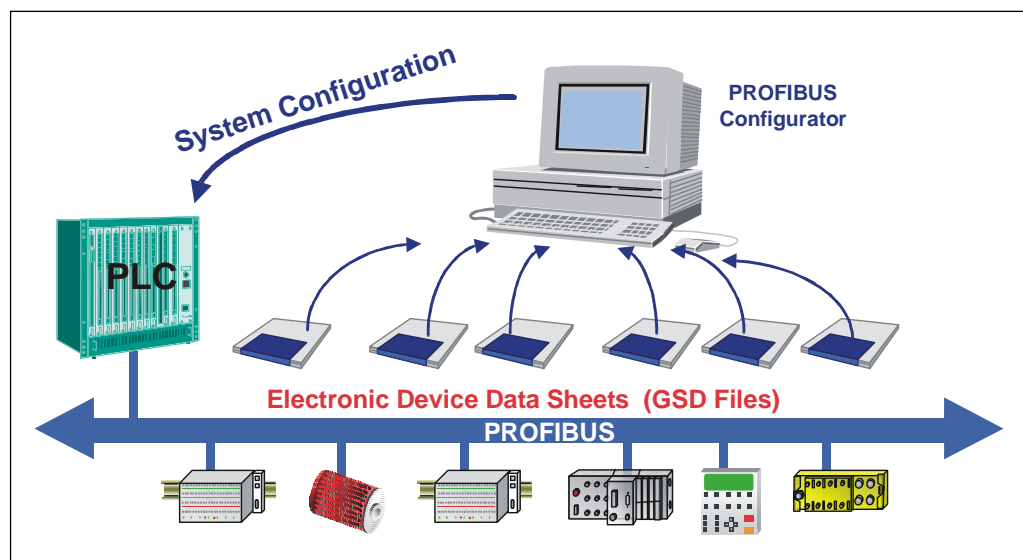 System Configuration
PROFIBUS
Configurator
PLC
Electronic Device Data Sheets (GSD Files)
PROFIBUS